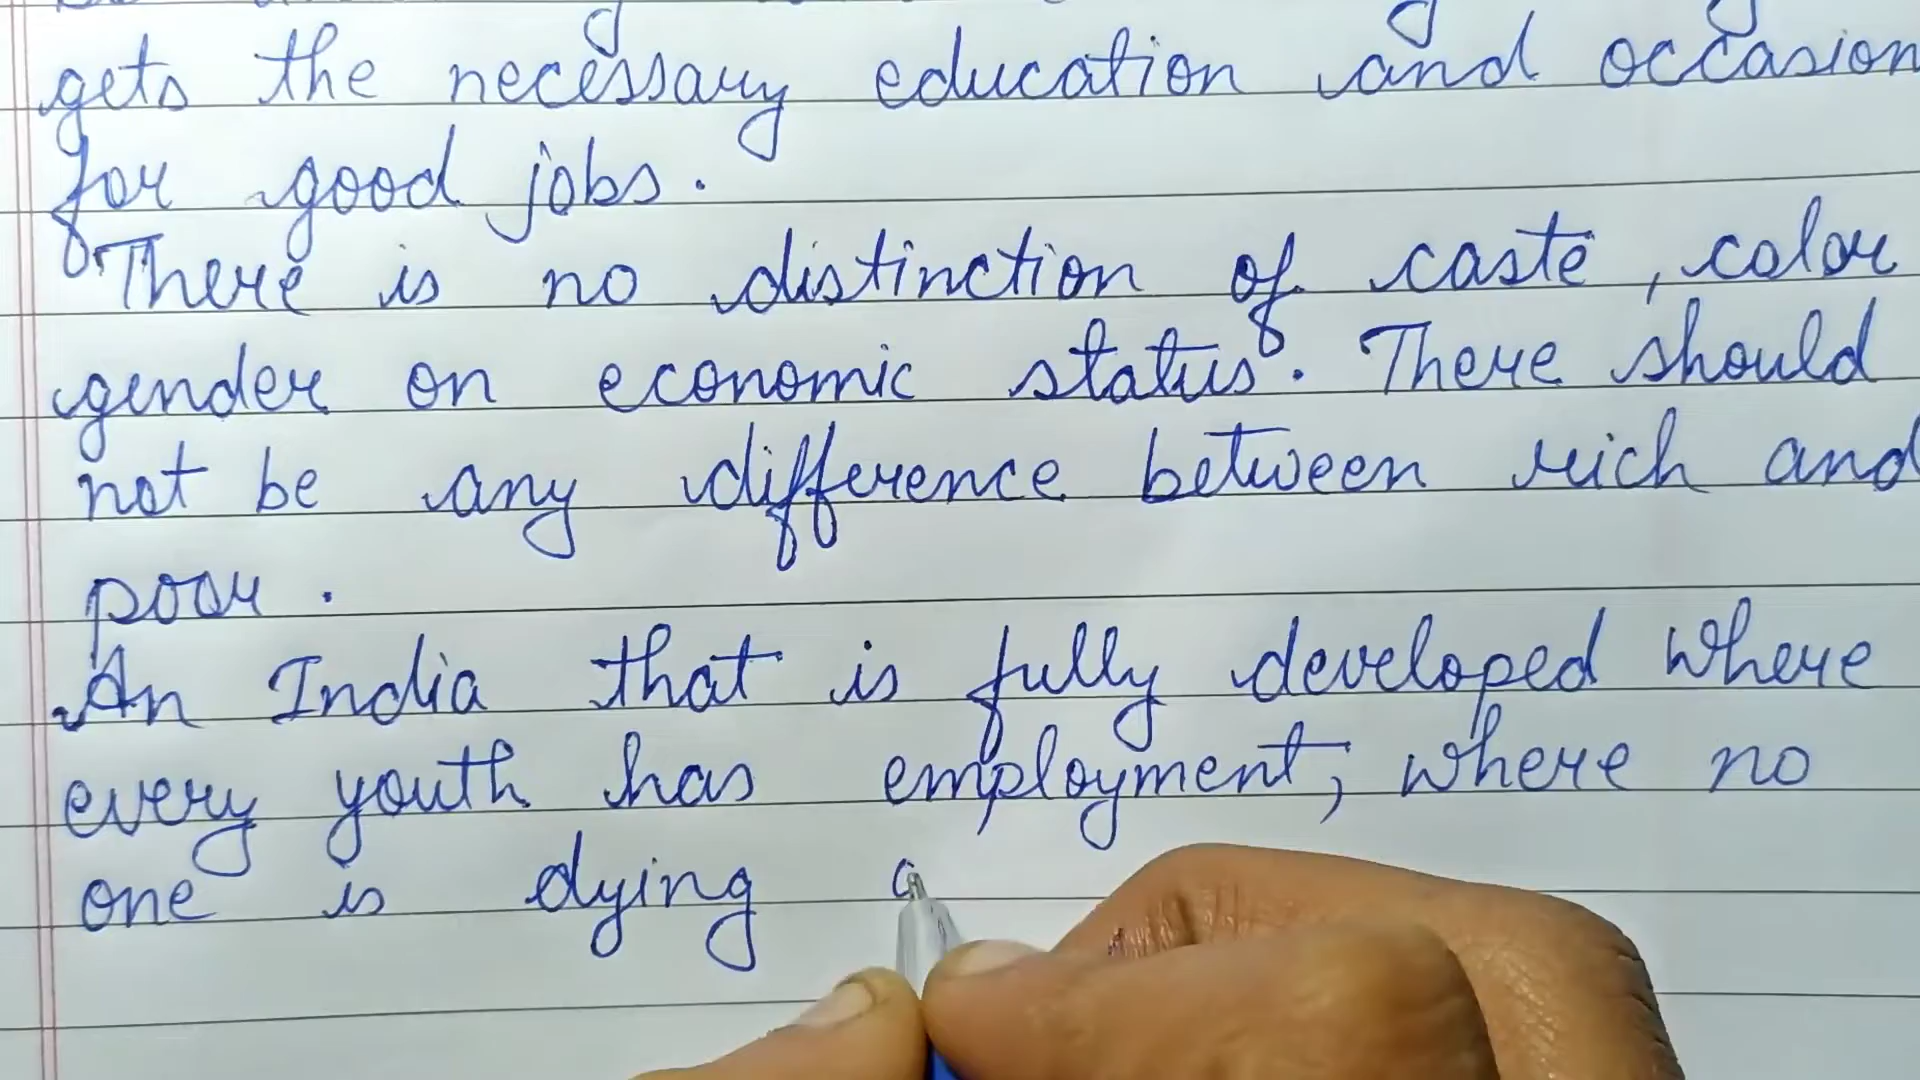 gets the necessary education and occasion
for good jobs.
There is no distinction of caste, color
gender on economic status. There should
not be any difference between rich and
poor.
An India that is fully developed where
every youth has employment, where no
one is dying